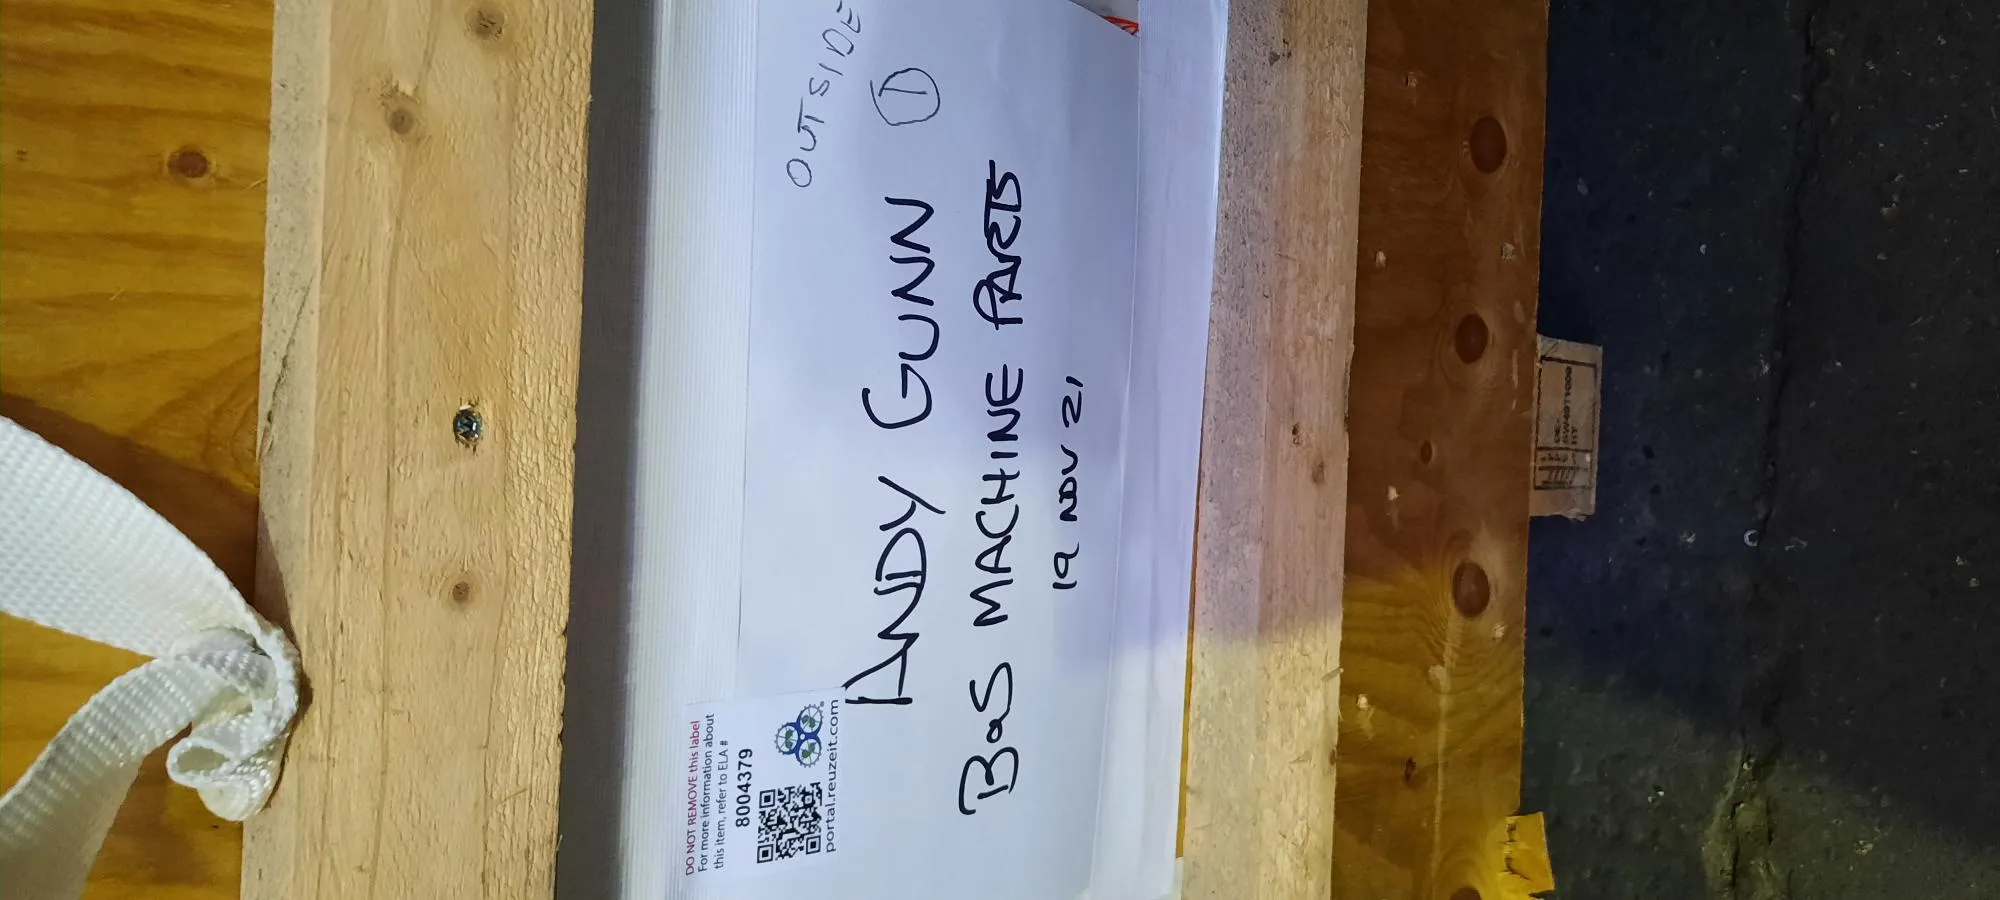 OUTSIDE
1
ANDY GUNN
BaS MACHINE PARTS
19 NOV 21
DO NOT REMOVE this label
For more information about
this item, refer to ELA #
8004379
portal.reuzeit.com